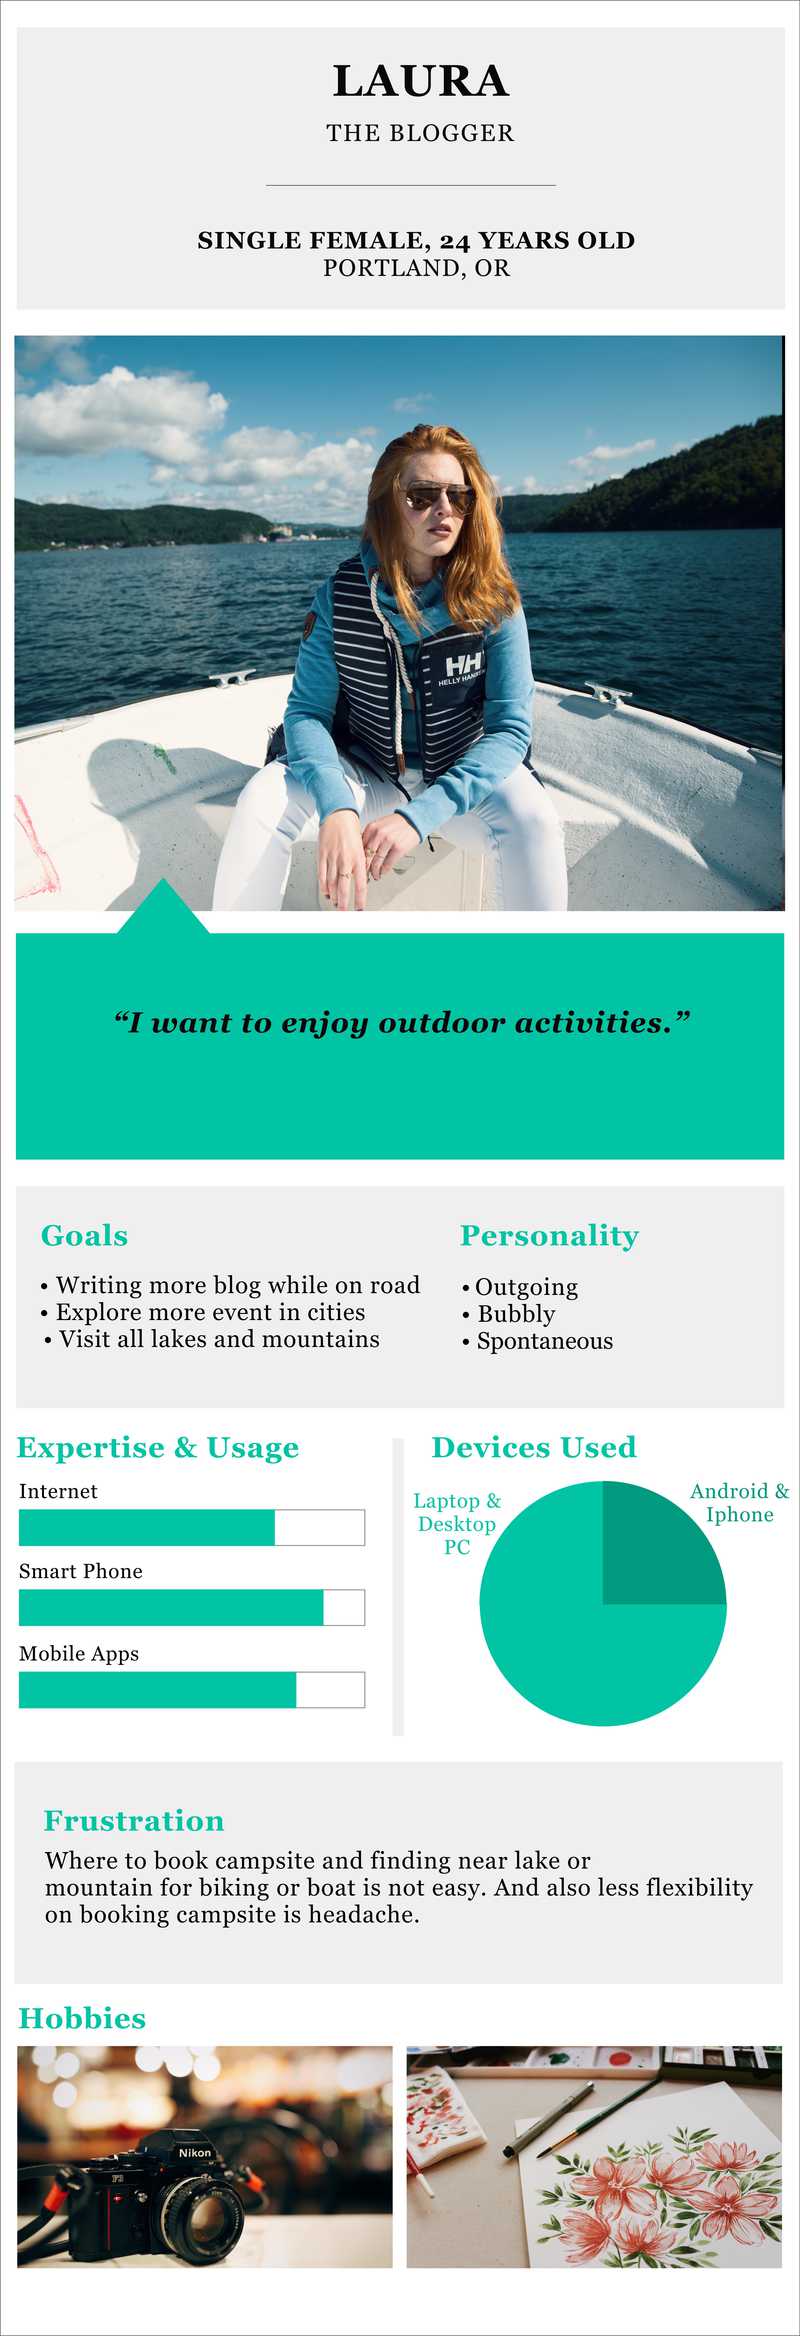 LAURA
THE BLOGGER
SINGLE FEMALE, 24 YEARS OLD
PORTLAND, OR
HH
HELLY HANSEN
“I want to enjoy outdoor activities.”
Goals
• Writing more blog while on road
• Explore more event in cities
• Visit all lakes and mountains
Personality
• Outgoing
• Bubbly
• Spontaneous
Expertise & Usage
Internet
Smart Phone
Mobile Apps
Devices Used
Laptop &
Desktop
PC
Android &
Iphone
Frustration
Where to book campsite and finding near lake or
mountain for biking or boat is not easy. And also less flexibility
on booking campsite is headache.
Hobbies
Nikon
F3